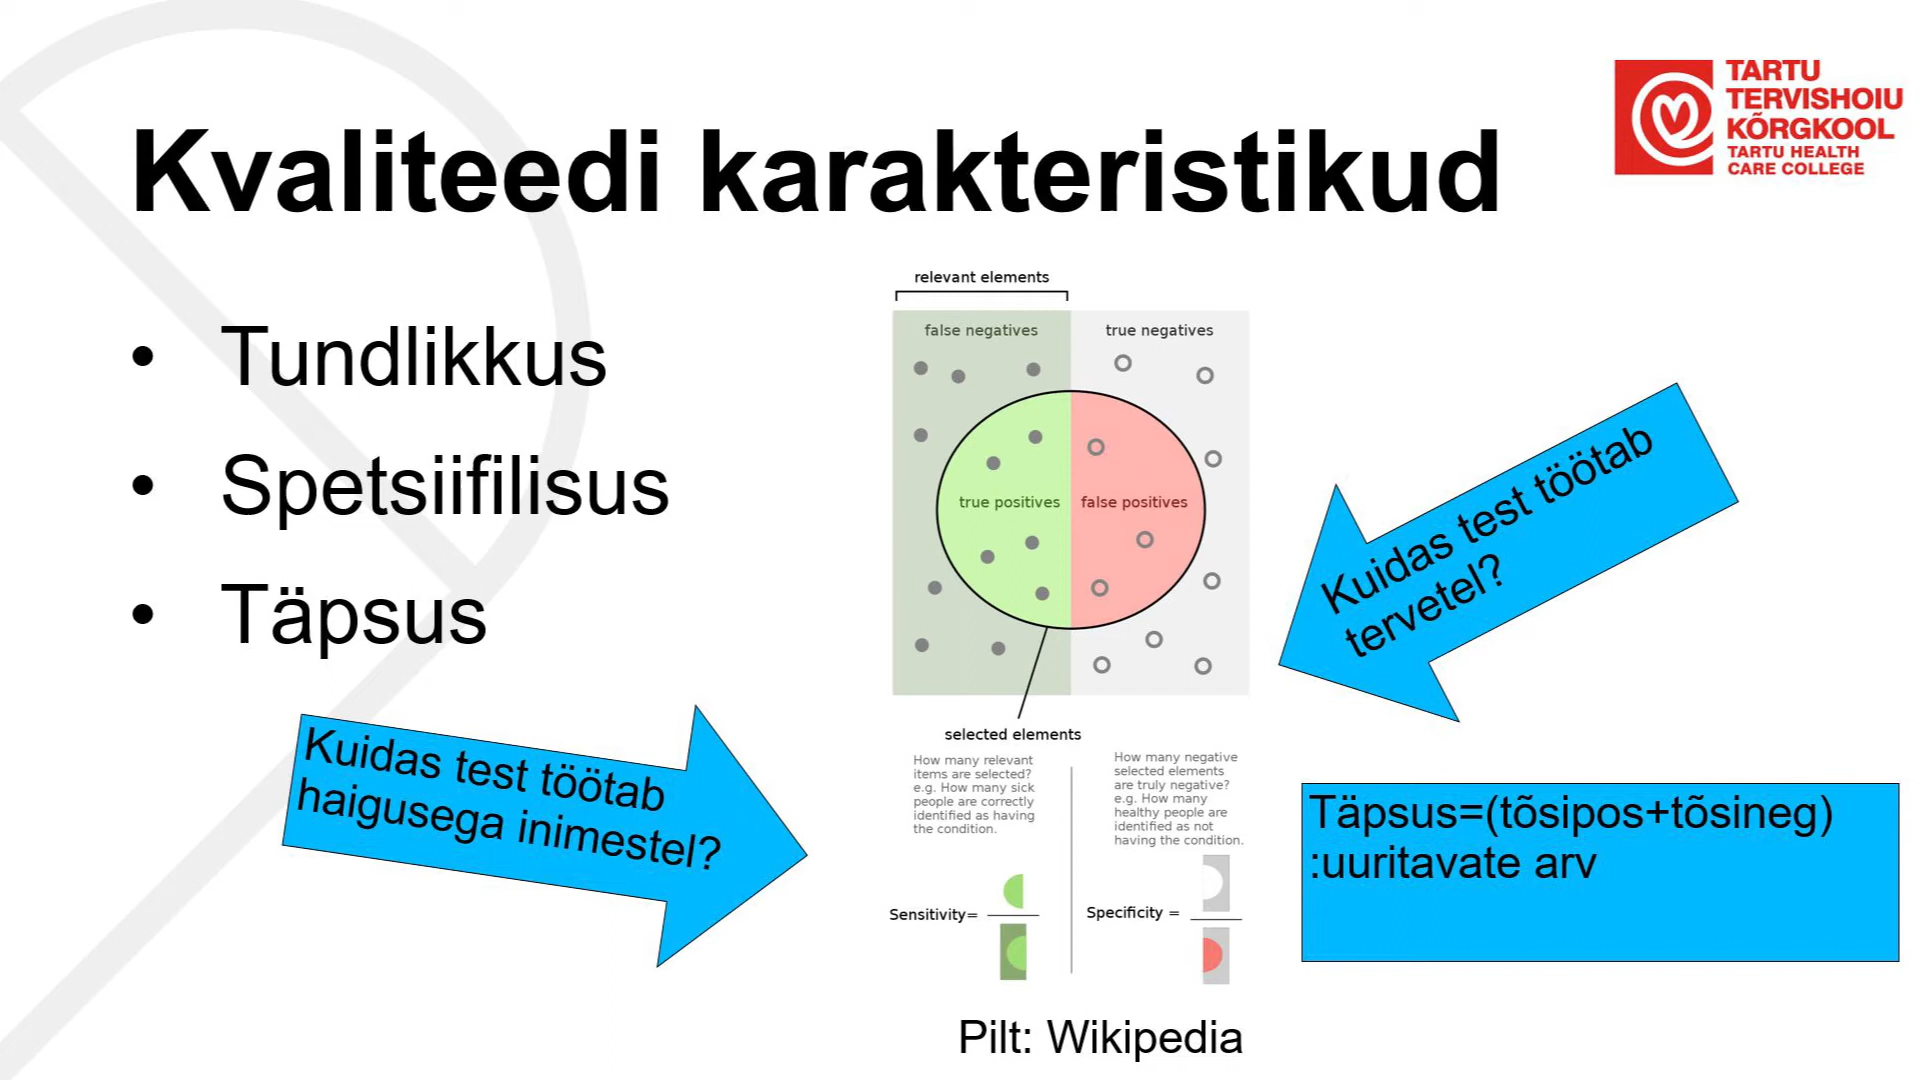 TARTU
TERVISHOIU
KÕRGKOOL
TARTU HEALTH
CARE COLLEGE
Kvaliteedi karakteristikud
• Tundlikkus
• Spetsiifilisus
• Täpsus
relevant elements
false negatives
true negatives
true positives
false positives
selected elements
How many relevant
items are selected?
e.g. How many sick
people are correctly
identified as having
the condition.
How many negative
selected elements
are truly negative?
e.g. How many
healthy people are
identified as not
having the condition.
Sensitivity=
Specificity =
Kuidas test töötab
haigusega inimestel?
Kuidas test töötab
tervetel?
Täpsus=(tõsipos+tõsineg)
:uuritavate arv
Pilt: Wikipedia